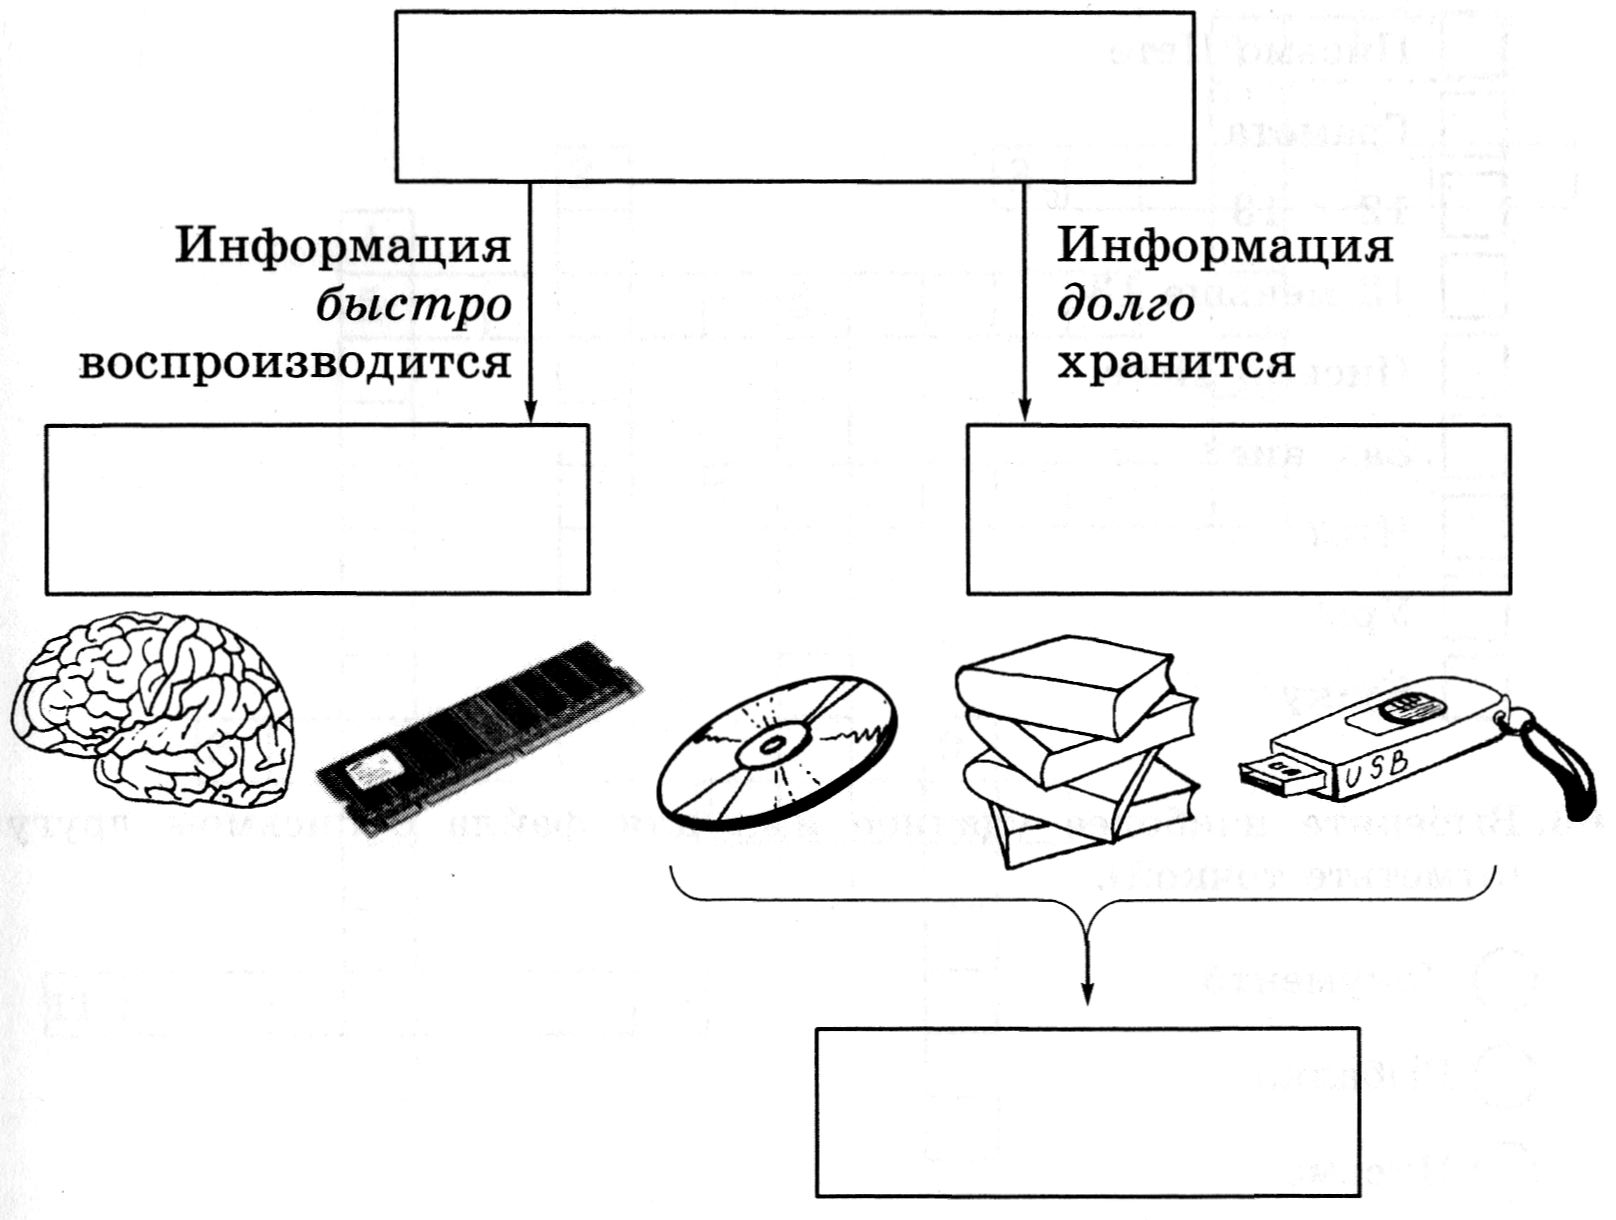 Информация
быстро
воспроизводится
Информация
долго
хранится
USB